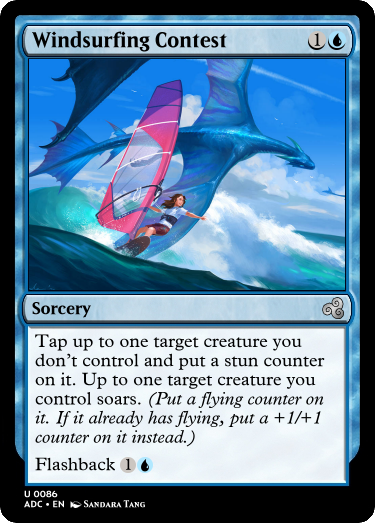 Windsurfing Contest 1
Sorcery
Tap up to one target creature you
don't control and put a stun counter
on it. Up to one target creature you
control soars. (Put a flying counter on
it. If it already has flying, put a +1/+1
counter on it instead.)
Flashback 1
U 0086
ADC • EN Sandara Tang